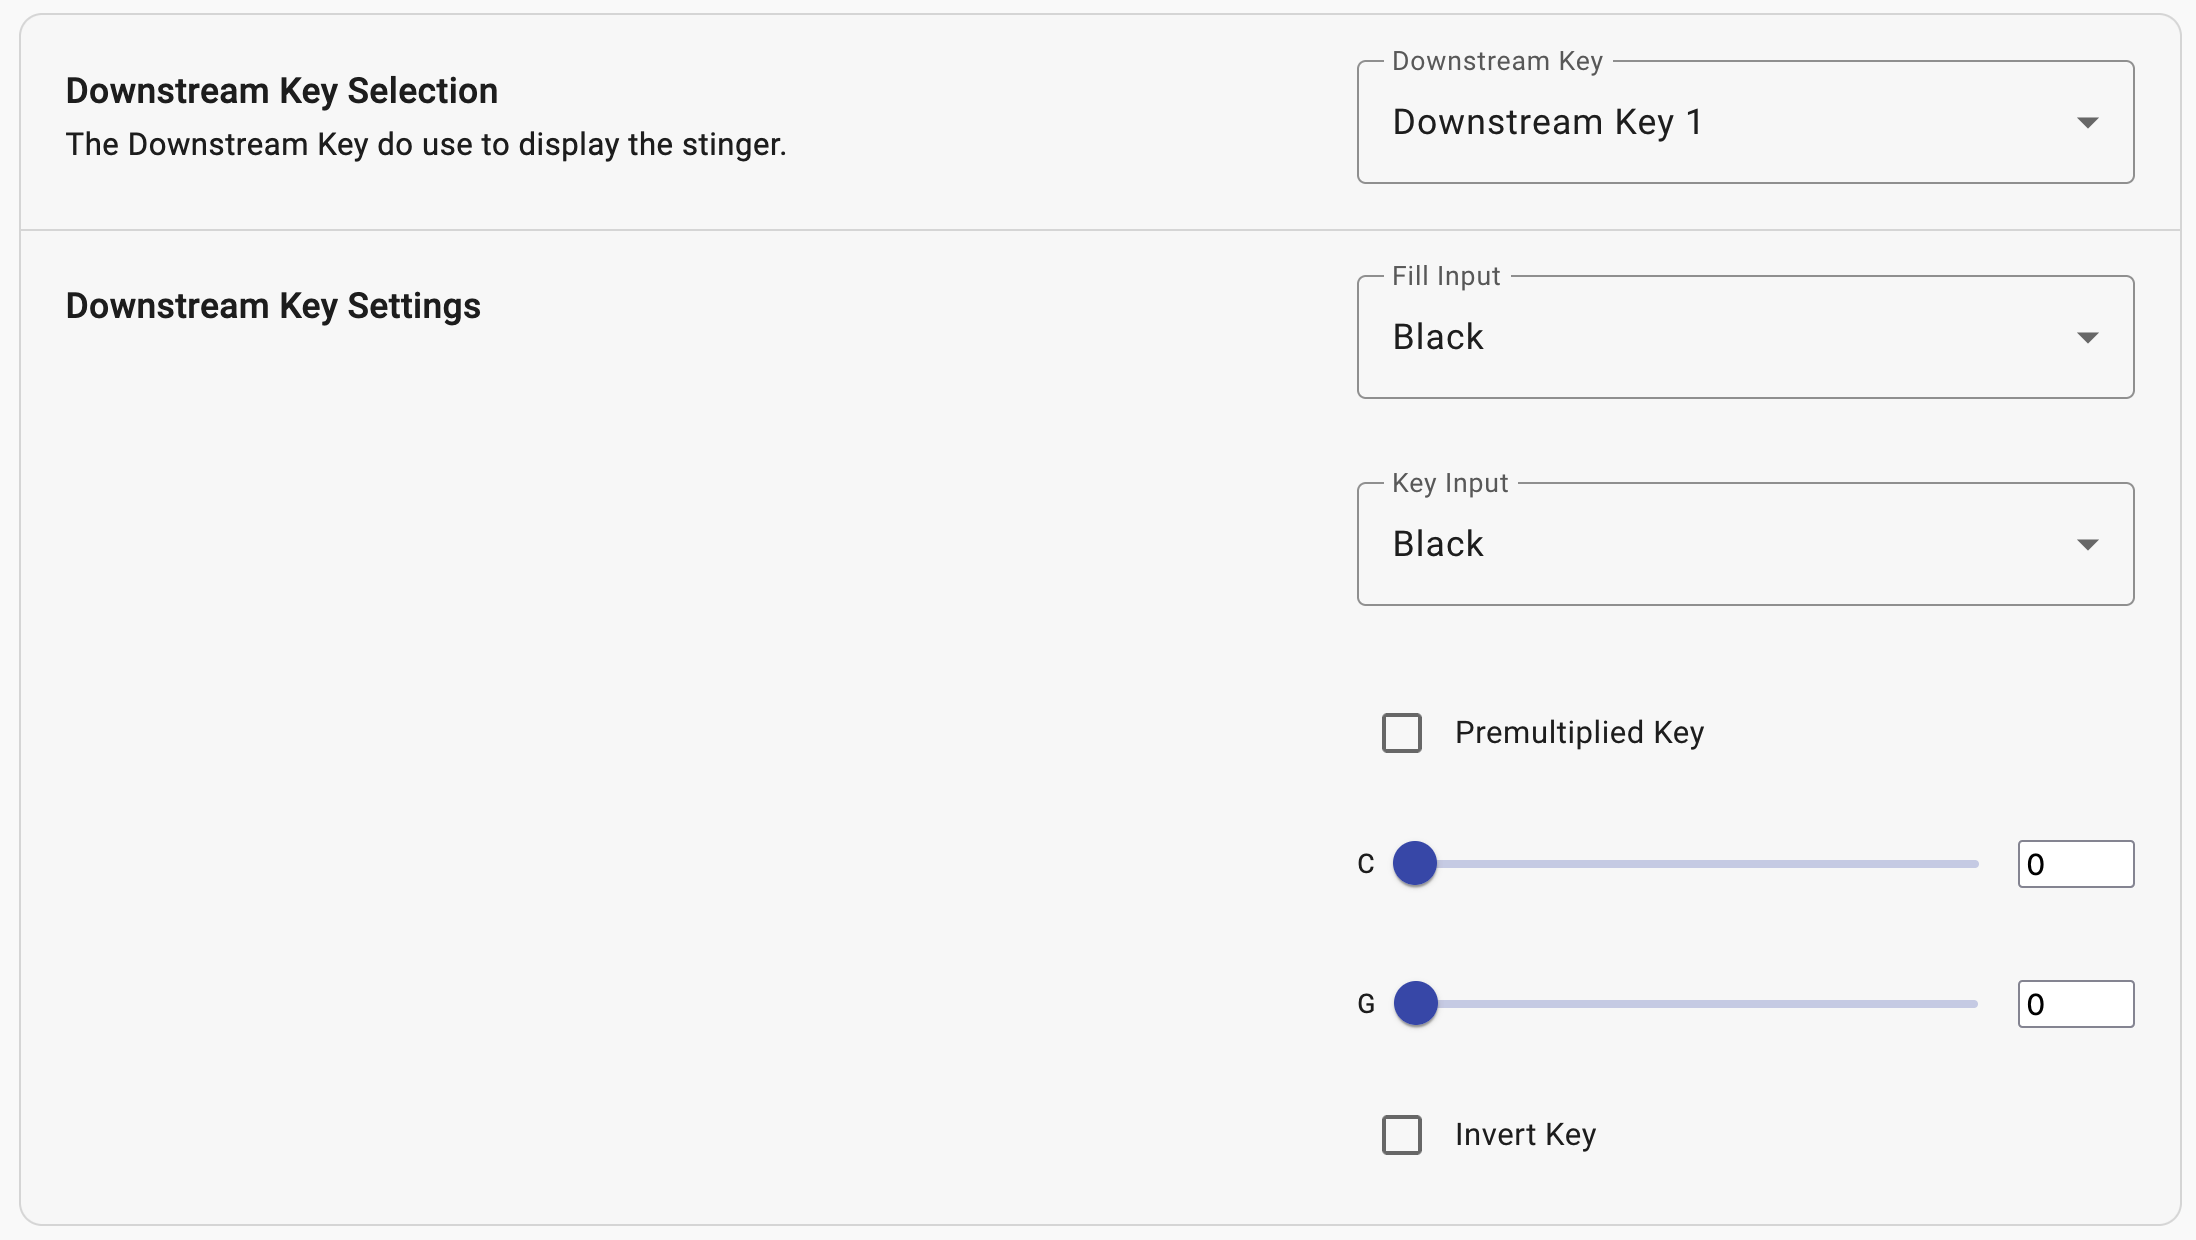 Downstream Key Selection
The Downstream Key do use to display the stinger.
Downstream Key
Downstream Key 1
Downstream Key Settings
Fill Input
Black
Key Input
Black
Premultiplied Key
C
0
G
0
Invert Key